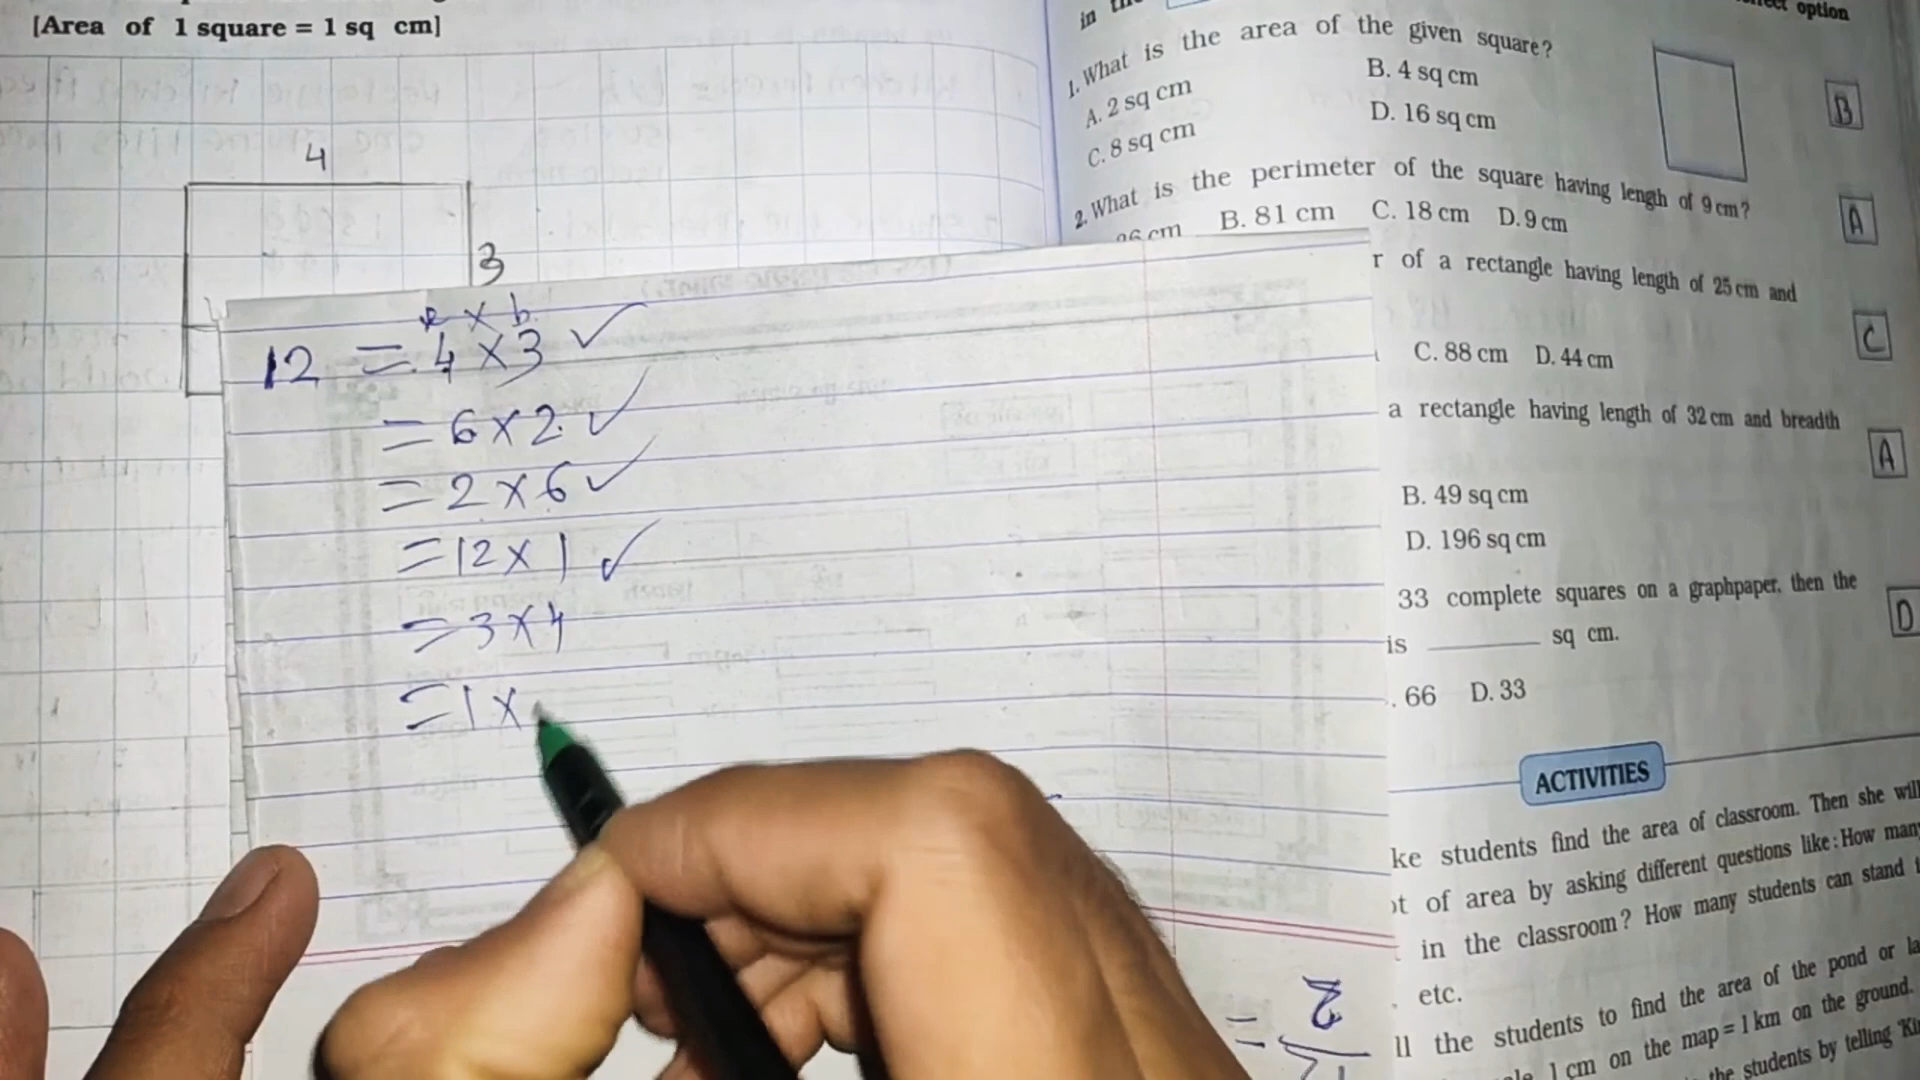 [Area of 1 square = 1 sq cm]
4
3
l × b
12 = 4 × 3 ✓
= 6 × 2 ✓
= 2 × 6 ✓
= 12 × 1 ✓
= 3 × 4
= 1 ×
in
option
1. What is the area of the given square?
A. 2 sq cm
B. 4 sq cm
C. 8 sq cm
D. 16 sq cm
B
2. What is the perimeter of the square having length of 9 cm?
B. 81 cm C. 18 cm D. 9 cm
A
r of a rectangle having length of 25 cm and
C. 88 cm D. 44 cm
C
a rectangle having length of 32 cm and breadth
B. 49 sq cm
D. 196 sq cm
A
33 complete squares on a graphpaper, then the
is ______ sq cm.
. 66 D. 33
D
ACTIVITIES
ke students find the area of classroom. Then she will
of area by asking different questions like: How many
in the classroom? How many students can stand
etc.
ll the students to find the area of the pond or la
1 cm on the map = 1 km on the ground.
the students by telling